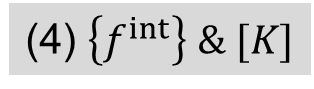 (4) {f^int} & [K]